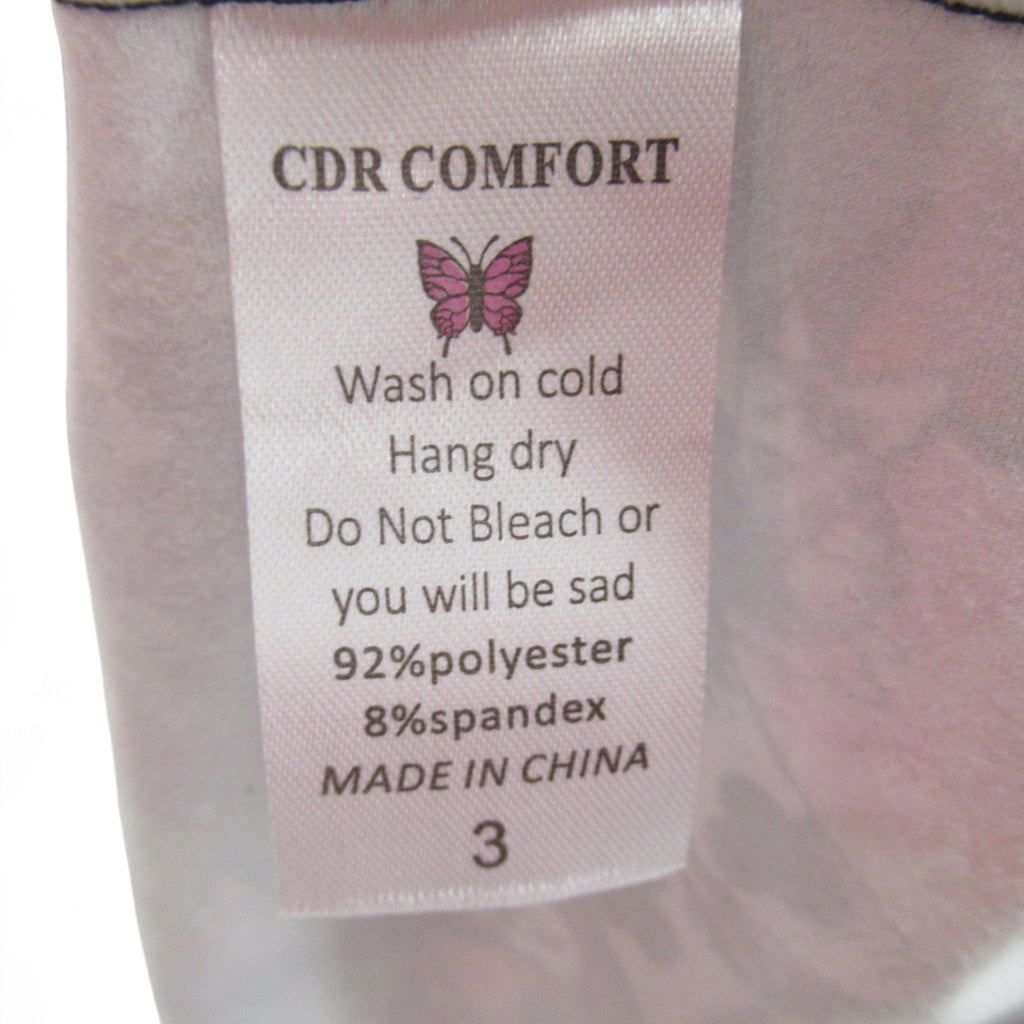 CDR COMFORT
Wash on cold
Hang dry
Do Not Bleach or
you will be sad
92%polyester
8%spandex
MADE IN CHINA
3